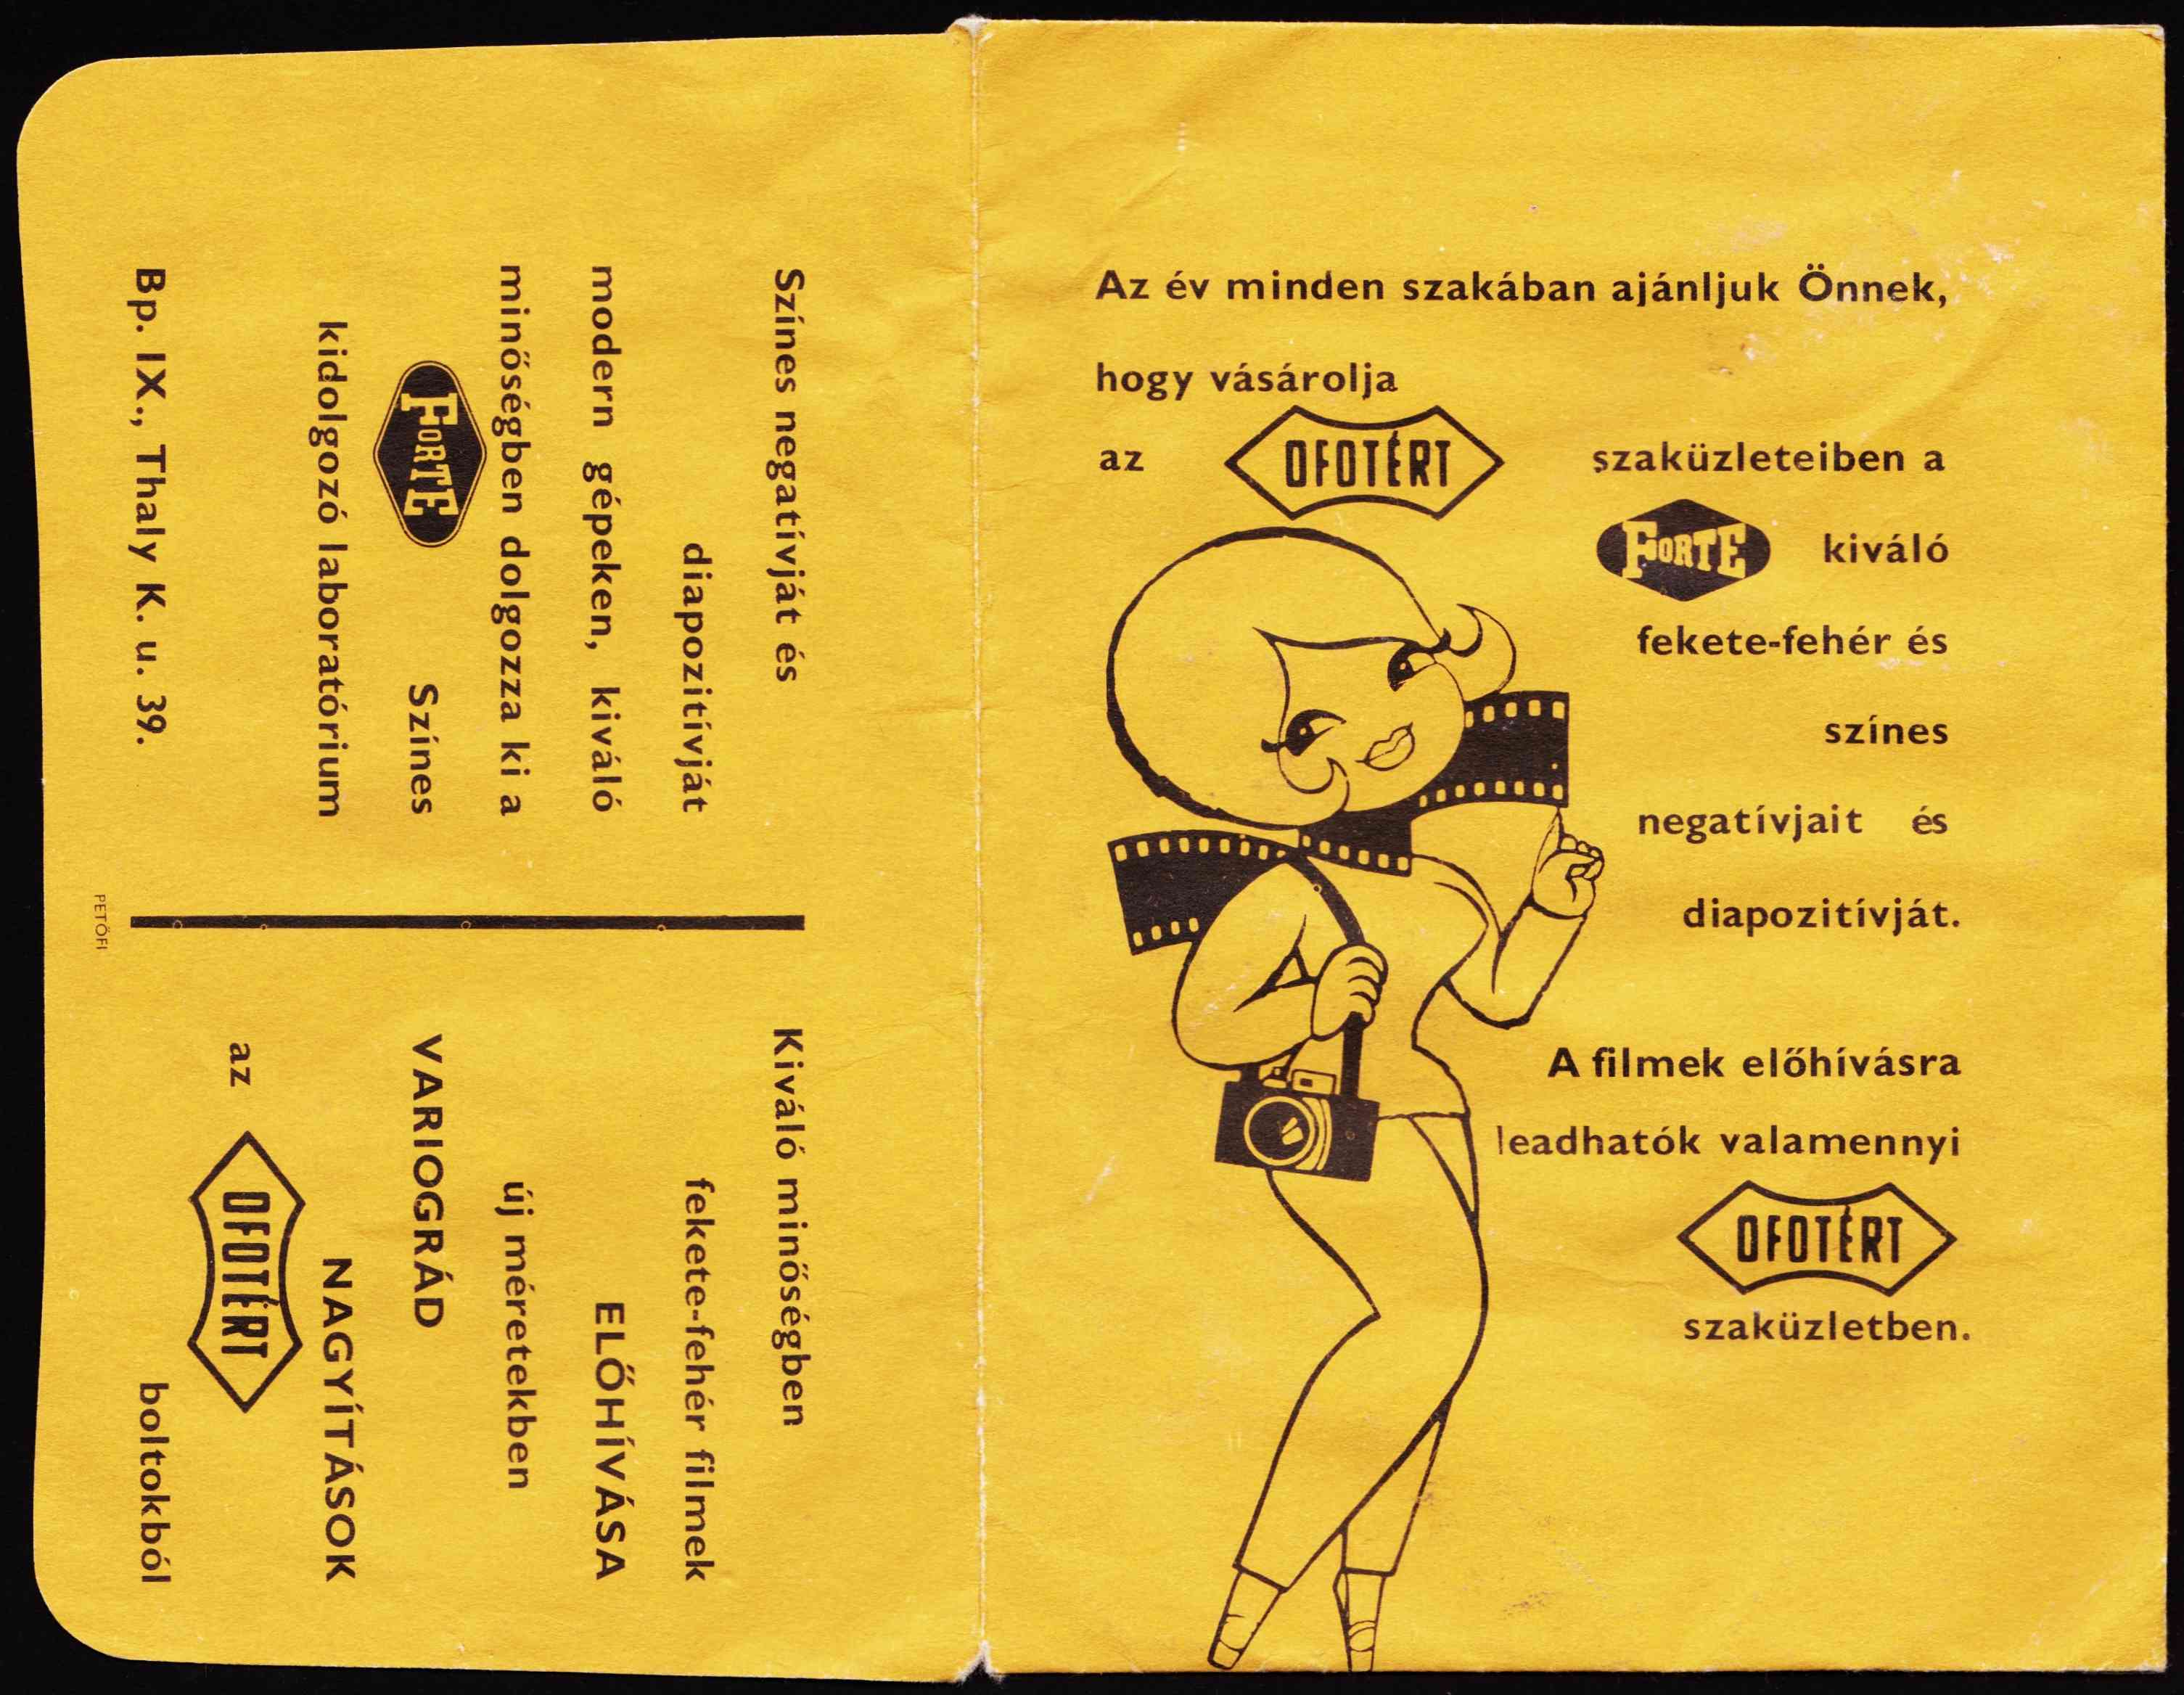 Színes negatívját és
diapozitívját
modern gépeken, kiváló
minőségben dolgozza ki a
FORTE Színes
kidolgozó laboratórium
Bp. IX., Thaly K. u. 39.
Kiváló minőségben
fekete-fehér filmek
ELŐHÍVÁSA
új méretekben
VARIOGRÁD
NAGYÍTÁSOK
az OFOTÉRT
boltokból
PETŐFI
Az év minden szakában ajánljuk Önnek,
hogy vásárolja
az OFOTÉRT szaküzleteiben a
FORTE kiváló
fekete-fehér és
színes
negatívjait és
diapozitívját.
A filmek előhívásra
leadhatók valamennyi
OFOTÉRT
szaküzletben.